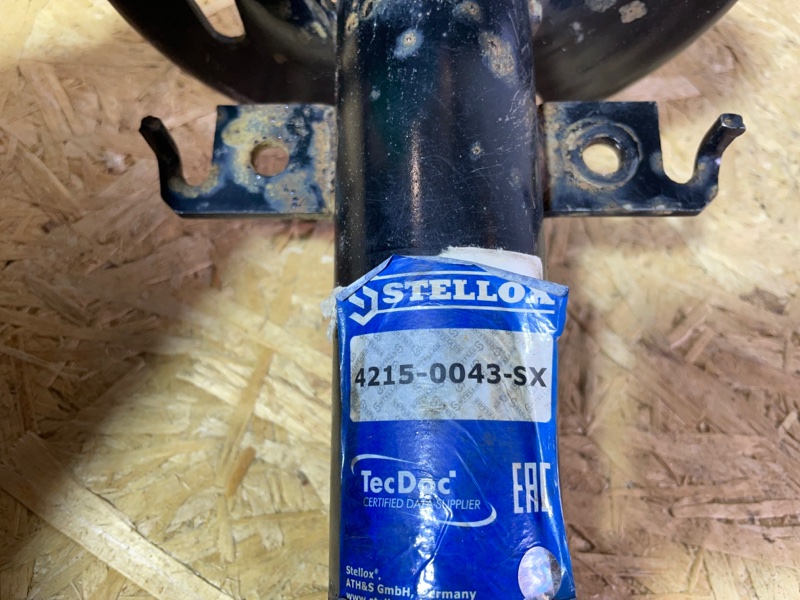 STELLOX
4215-0043-SX
TecDoc
CERTIFIED DATA SUPPLIER
EAC
Stellox®,
ATH&S GmbH, Germany